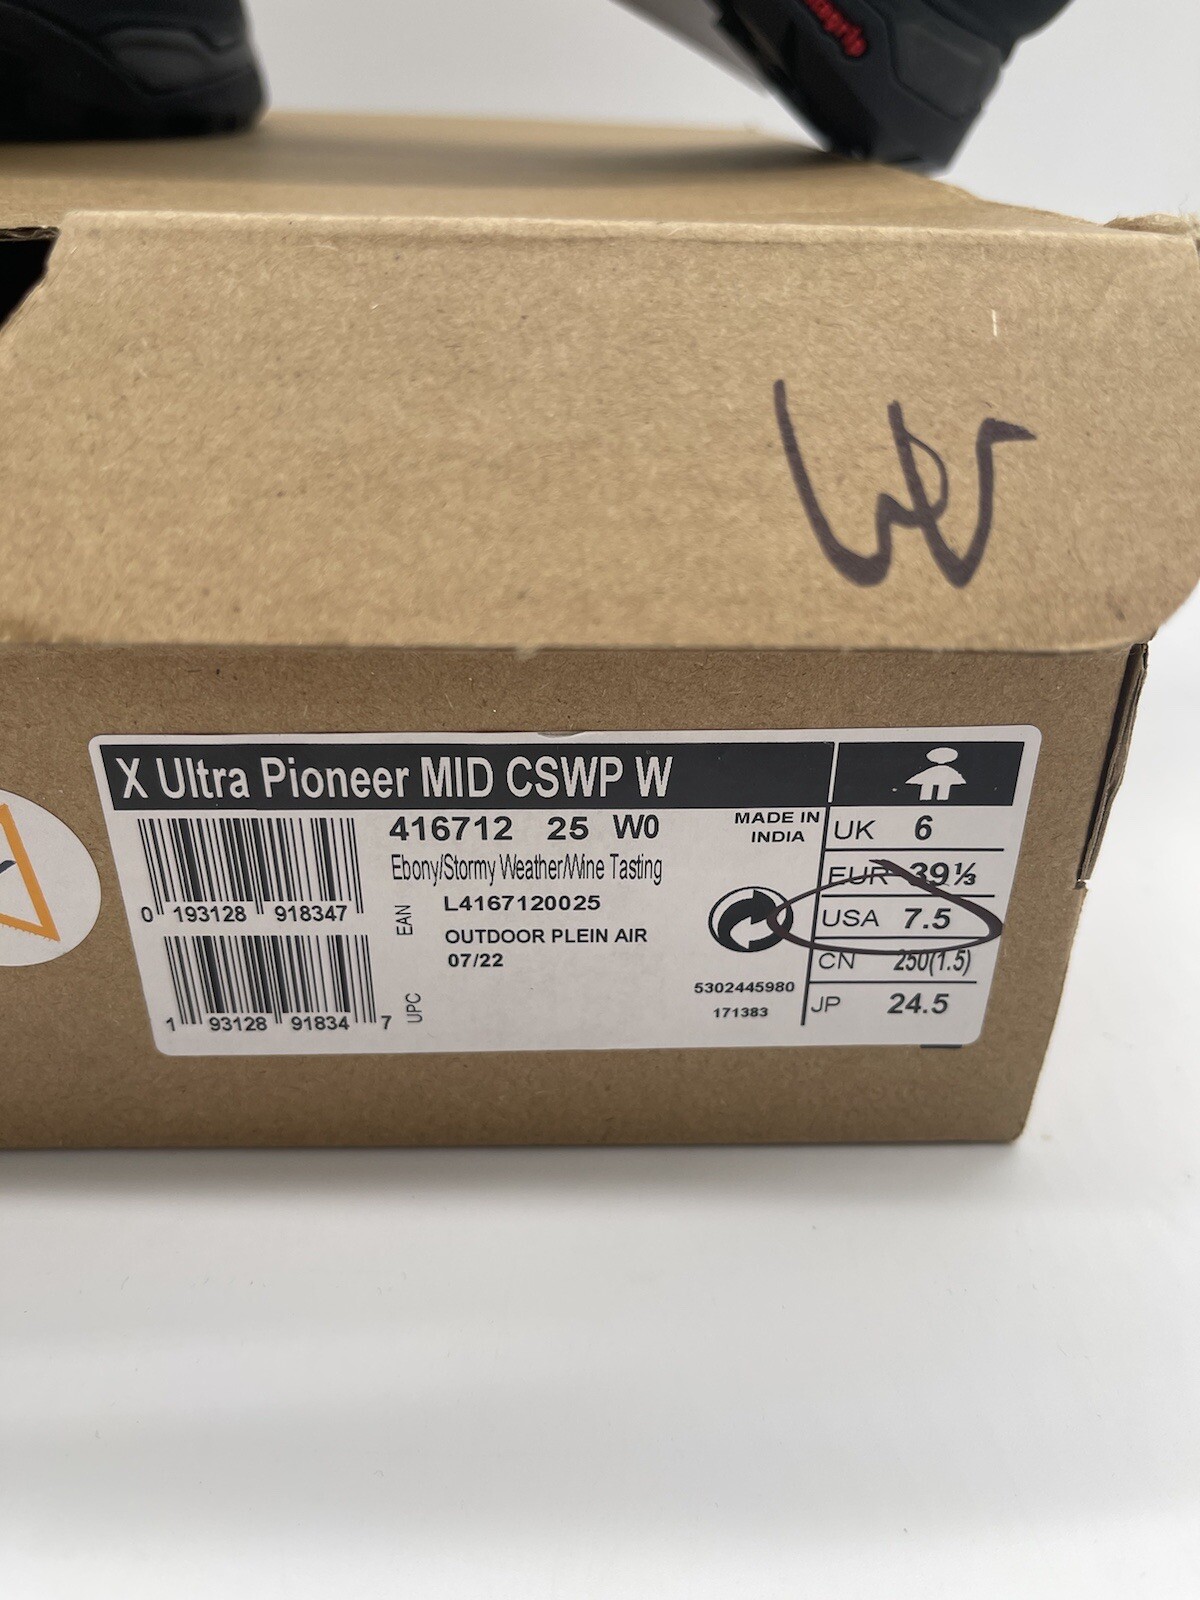 X Ultra Pioneer MID CSWP W
416712 25 W0
Ebony/Stormy Weather/Wine Tasting
L4167120025
OUTDOOR PLEIN AIR
07/22
0 193128 918347
EAN
1 93128 91834 7
UPC
MADE IN
INDIA
5302445980
171383
UK 6
EUR 39⅓
USA 7.5
CN 250(1.5)
JP 24.5